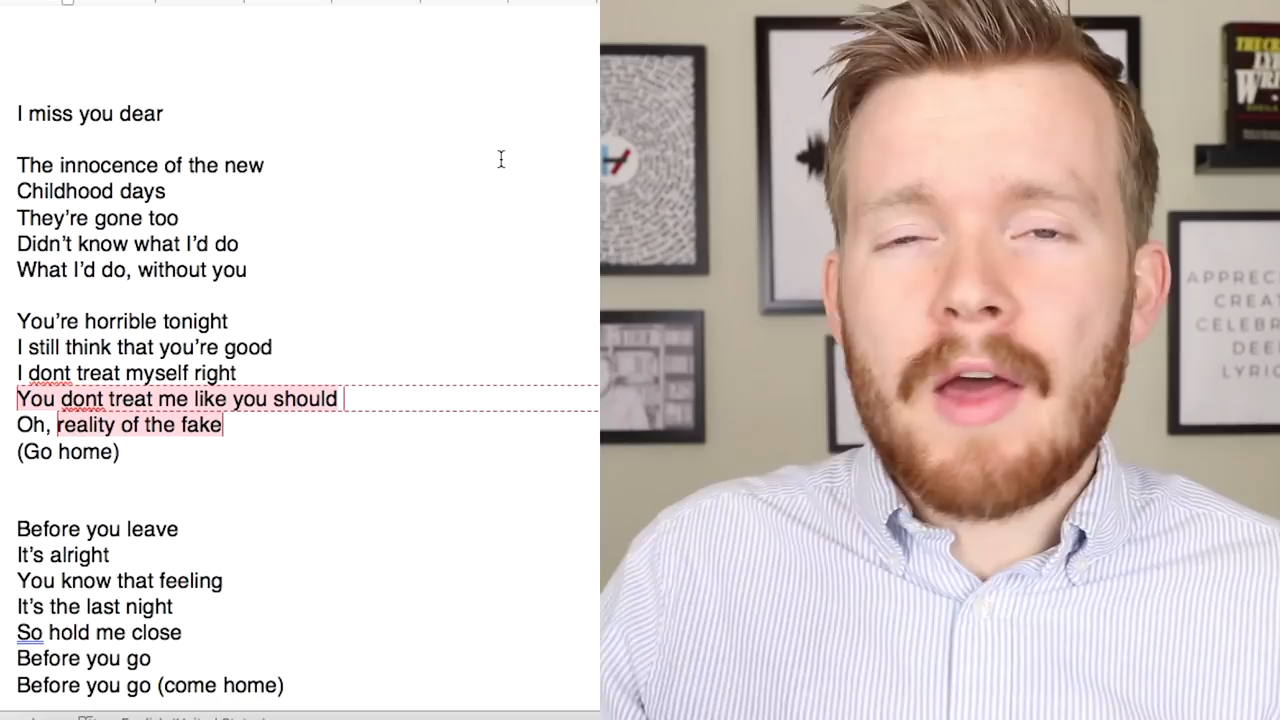 I miss you dear
The innocence of the new
Childhood days
They're gone too
Didn't know what I'd do
What I'd do, without you
You're horrible tonight
I still think that you're good
I dont treat myself right
You dont treat me like you should
Oh, reality of the fake
(Go home)
Before you leave
It's alright
You know that feeling
It's the last night
So hold me close
Before you go
Before you go (come home)